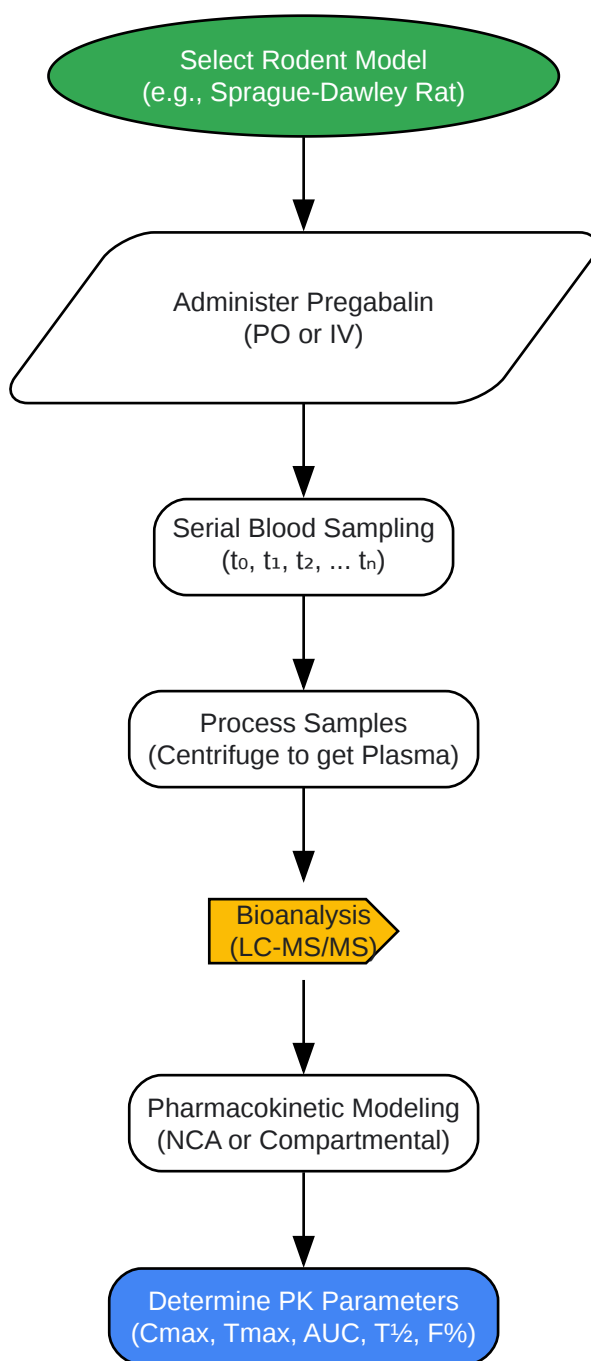 Select Rodent Model
(e.g., Sprague-Dawley Rat)
Administer Pregabalin
(PO or IV)
Serial Blood Sampling
(t₀, t₁, t₂, ... tₙ)
Process Samples
(Centrifuge to get Plasma)
Bioanalysis
(LC-MS/MS)
Pharmacokinetic Modeling
(NCA or Compartmental)
Determine PK Parameters
(Cmax, Tmax, AUC, T½, F%)